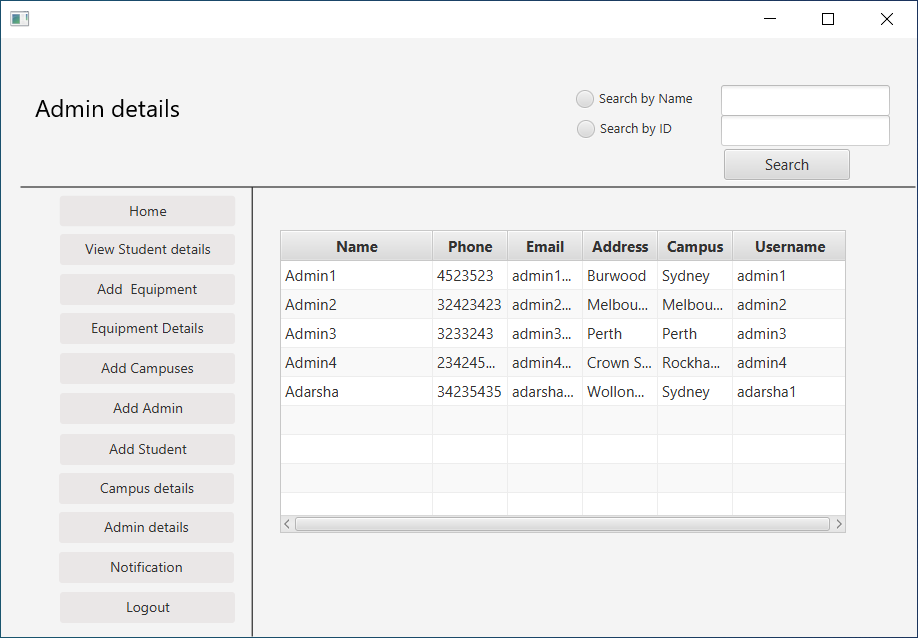 Admin details
Search by Name
Search by ID
Search
Home
View Student details
Add  Equipment
Equipment Details
Add Campuses
Add Admin
Add Student
Campus details
Admin details
Notification
Logout
Name Phone Email Address Campus Username
Admin1 4523523 admin1... Burwood Sydney admin1
Admin2 32423423 admin2... Melbou... Melbou... admin2
Admin3 3233243 admin3... Perth Perth admin3
Admin4 234245... admin4... Crown S... Rockha... admin4
Adarsha 34235435 adarsha... Wollon... Sydney adarsha1